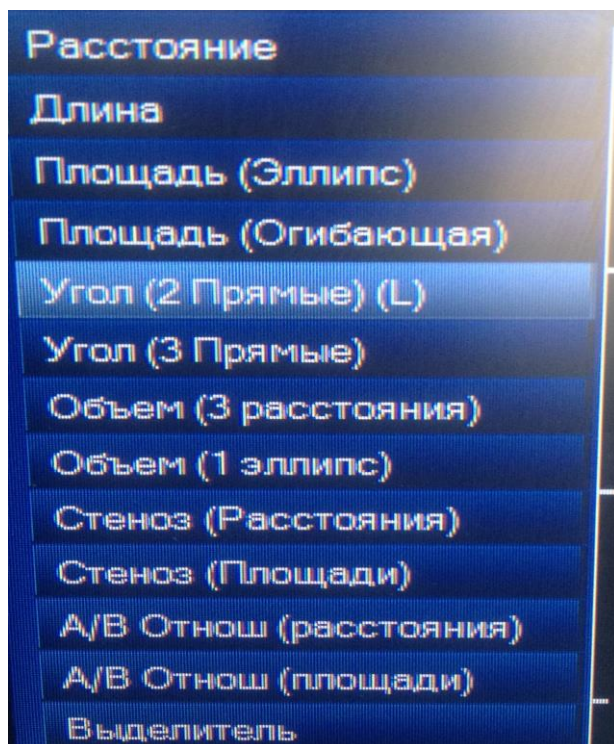 Расстояние
Длина
Площадь (Эллипс)
Площадь (Огибающая)
Угол (2 Прямые) (L)
Угол (3 Прямые)
Объем (3 расстояния)
Объем (1 эллипс)
Стеноз (Расстояния)
Стеноз (Площади)
А/В Отнош (расстояния)
А/В Отнош (площади)
Выделитель